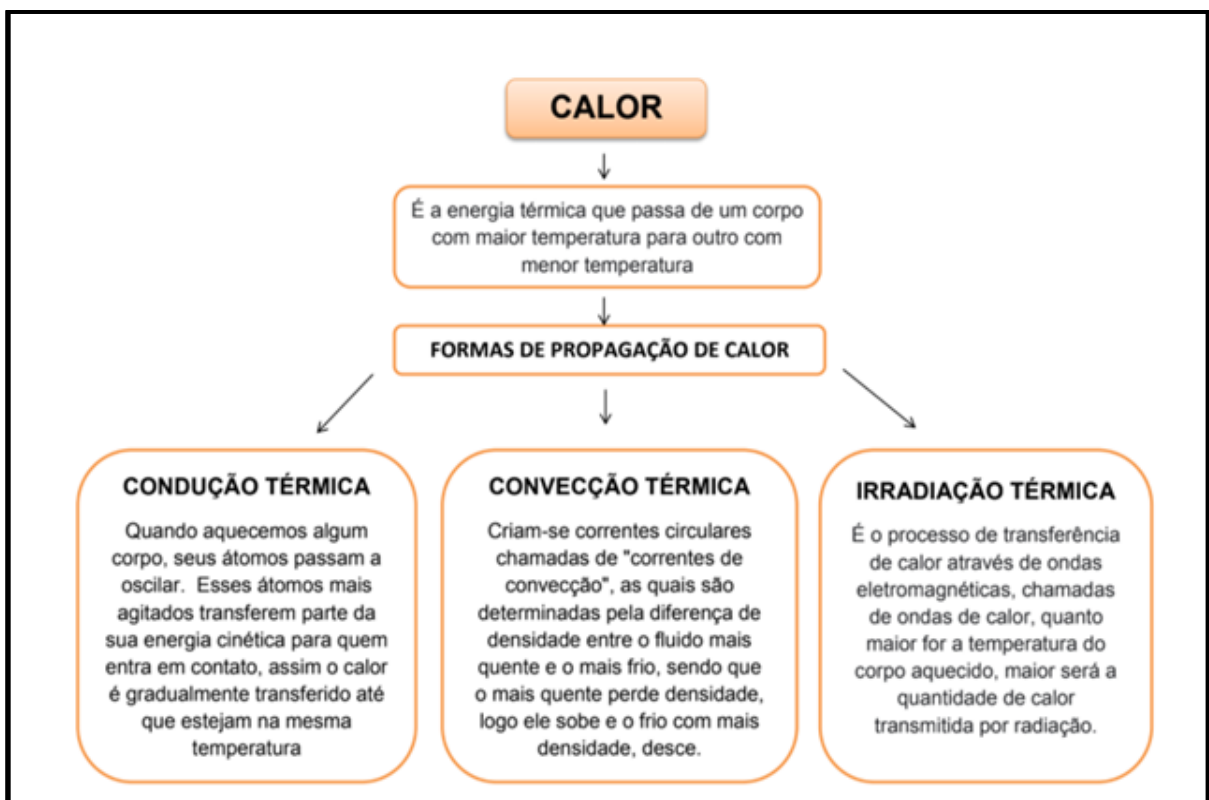 CALOR
É a energia térmica que passa de um corpo
com maior temperatura para outro com
menor temperatura
FORMAS DE PROPAGAÇÃO DE CALOR
CONDUÇÃO TÉRMICA
Quando aquecemos algum
corpo, seus átomos passam a
oscilar. Esses átomos mais
agitados transferem parte da
sua energia cinética para quem
entra em contato, assim o calor
é gradualmente transferido até
que estejam na mesma
temperatura
CONVECÇÃO TÉRMICA
Criam-se correntes circulares
chamadas de "correntes de
convecção", as quais são
determinadas pela diferença de
densidade entre o fluido mais
quente e o mais frio, sendo que
o mais quente perde densidade,
logo ele sobe e o frio com mais
densidade, desce.
IRRADIAÇÃO TÉRMICA
É o processo de transferência
de calor através de ondas
eletromagnéticas, chamadas
de ondas de calor, quanto
maior for a temperatura do
corpo aquecido, maior será a
quantidade de calor
transmitida por radiação.